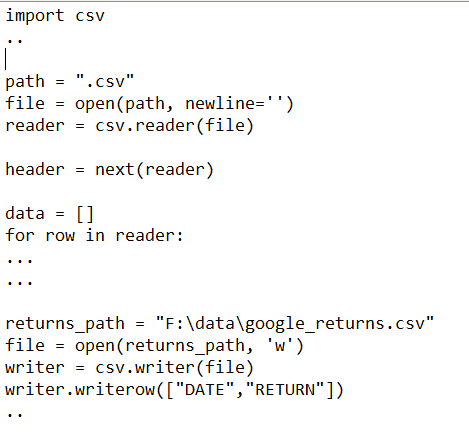 import csv
..
path = ".csv"
file = open(path, newline='')
reader = csv.reader(file)
header = next(reader)
data = []
for row in reader:
...
...
returns_path = "F:\data\google_returns.csv"
file = open(returns_path, 'w')
writer = csv.writer(file)
writer.writerow(["DATE","RETURN"])
..